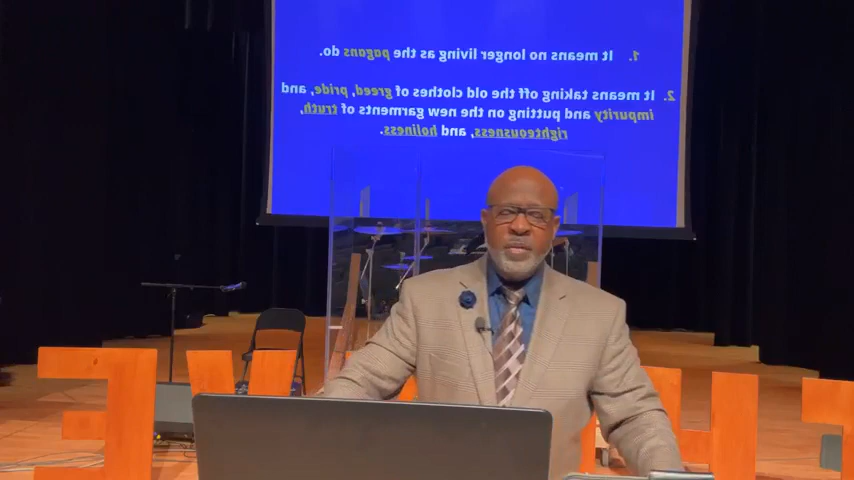 1. It means no longer living as the pagans do.
2. It means taking off the old clothes of greed, pride, and
impurity and putting on the new garments of truth,
righteousness, and holiness.